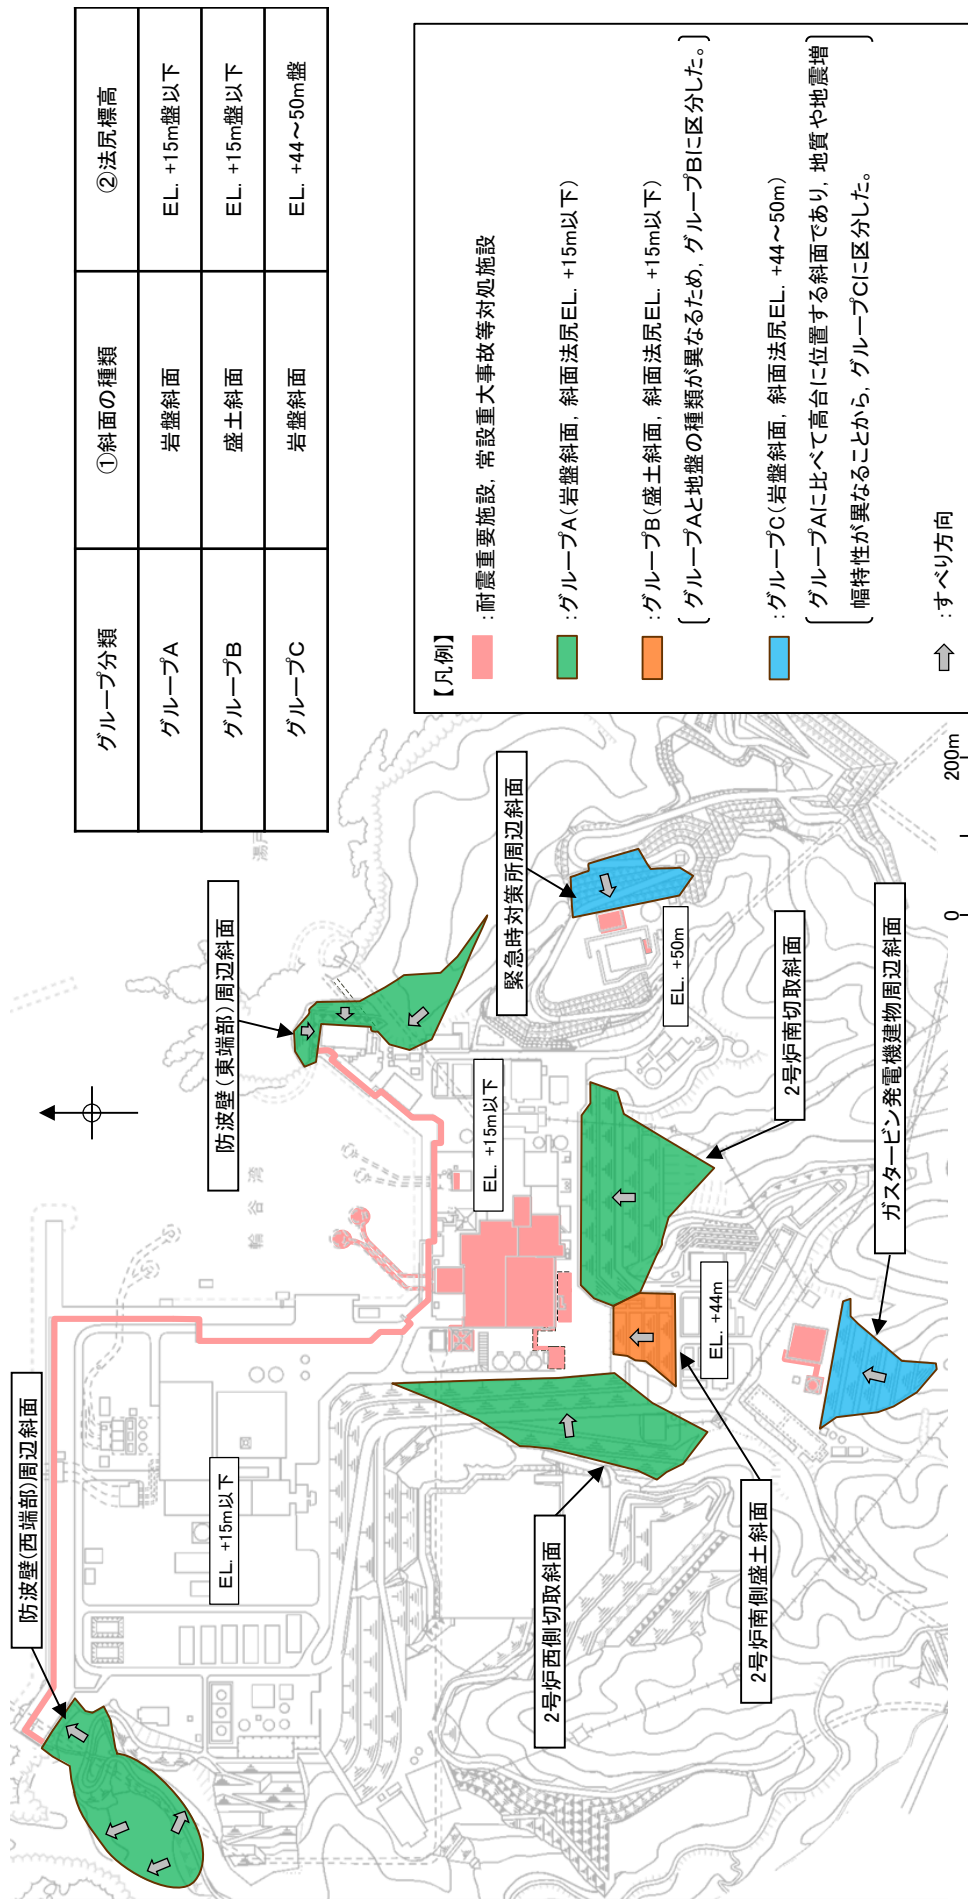 グループ分類 ①斜面の種類 ②法尻標高
グループA 岩盤斜面 EL. +15m盤以下
グループB 盛土斜面 EL. +15m盤以下
グループC 岩盤斜面 EL. +44～50m盤
【凡例】
:耐震重要施設, 常設重大事故等対処施設
:グループA(岩盤斜面, 斜面法尻EL. +15m以下)
:グループB(盛土斜面, 斜面法尻EL. +15m以下)
グループAと地盤の種類が異なるため, グループBに区分した。
:グループC(岩盤斜面, 斜面法尻EL. +44～50m)
グループAに比べて高台に位置する斜面であり, 地質や地震増
幅特性が異なることから, グループCに区分した。
:すべり方向
防波壁(西端部)周辺斜面
防波壁(東端部)周辺斜面
輪谷湾
EL. +15m以下
EL. +15m以下
緊急時対策所周辺斜面
EL. +50m
2号炉南切取斜面
2号炉西側切取斜面
EL. +44m
2号炉南側盛土斜面
ガスタービン発電機建物周辺斜面
0 200m